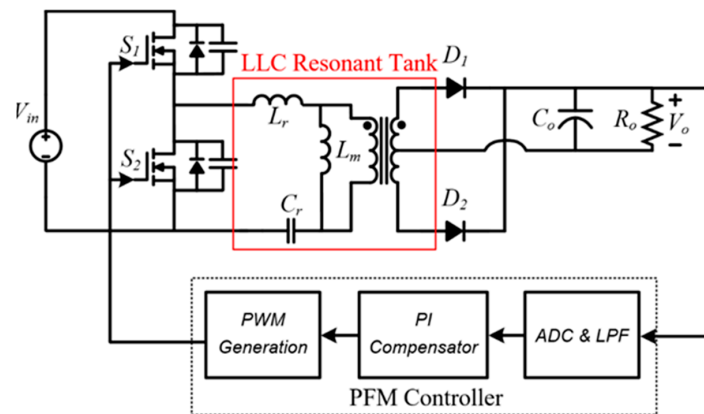 S1
LLC Resonant Tank
D1
Vin
+
-
Lr
Lm
Co
Ro
+
Vo
-
S2
Cr
D2
PWM
Generation
PI
Compensator
ADC & LPF
PFM Controller